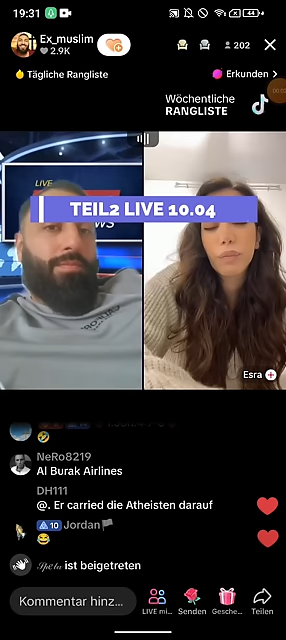 19:31
44
Ex_muslim
2.9K
202
Tägliche Rangliste
Erkunden >
Wöchentliche
RANGLISTE
LIVE
WS
TEIL2 LIVE 10.04
Esra
NeRo8219
Al Burak Airlines
DH111
@. Er carried die Atheisten darauf
10 Jordan
😂
ist beigetreten
Kommentar hinz...
LIVE mi...
Senden
Gesche...
Teilen